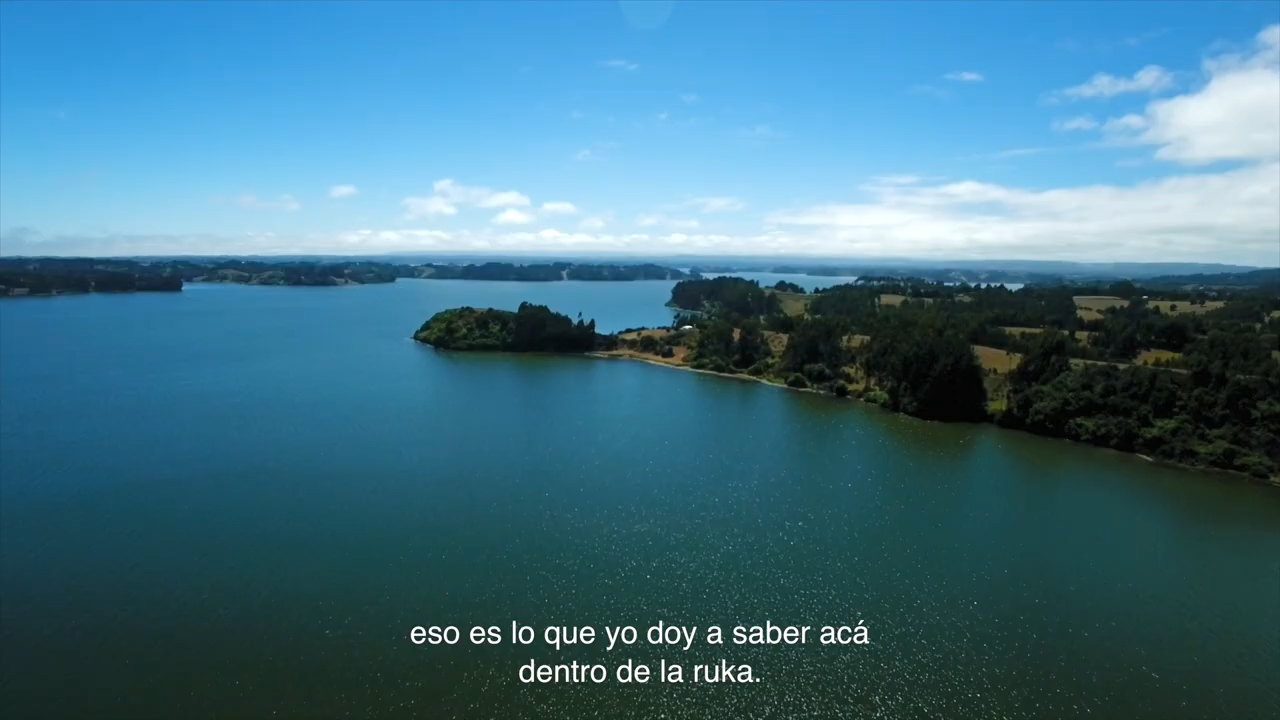 eso es lo que yo doy a saber acá
dentro de la ruka.